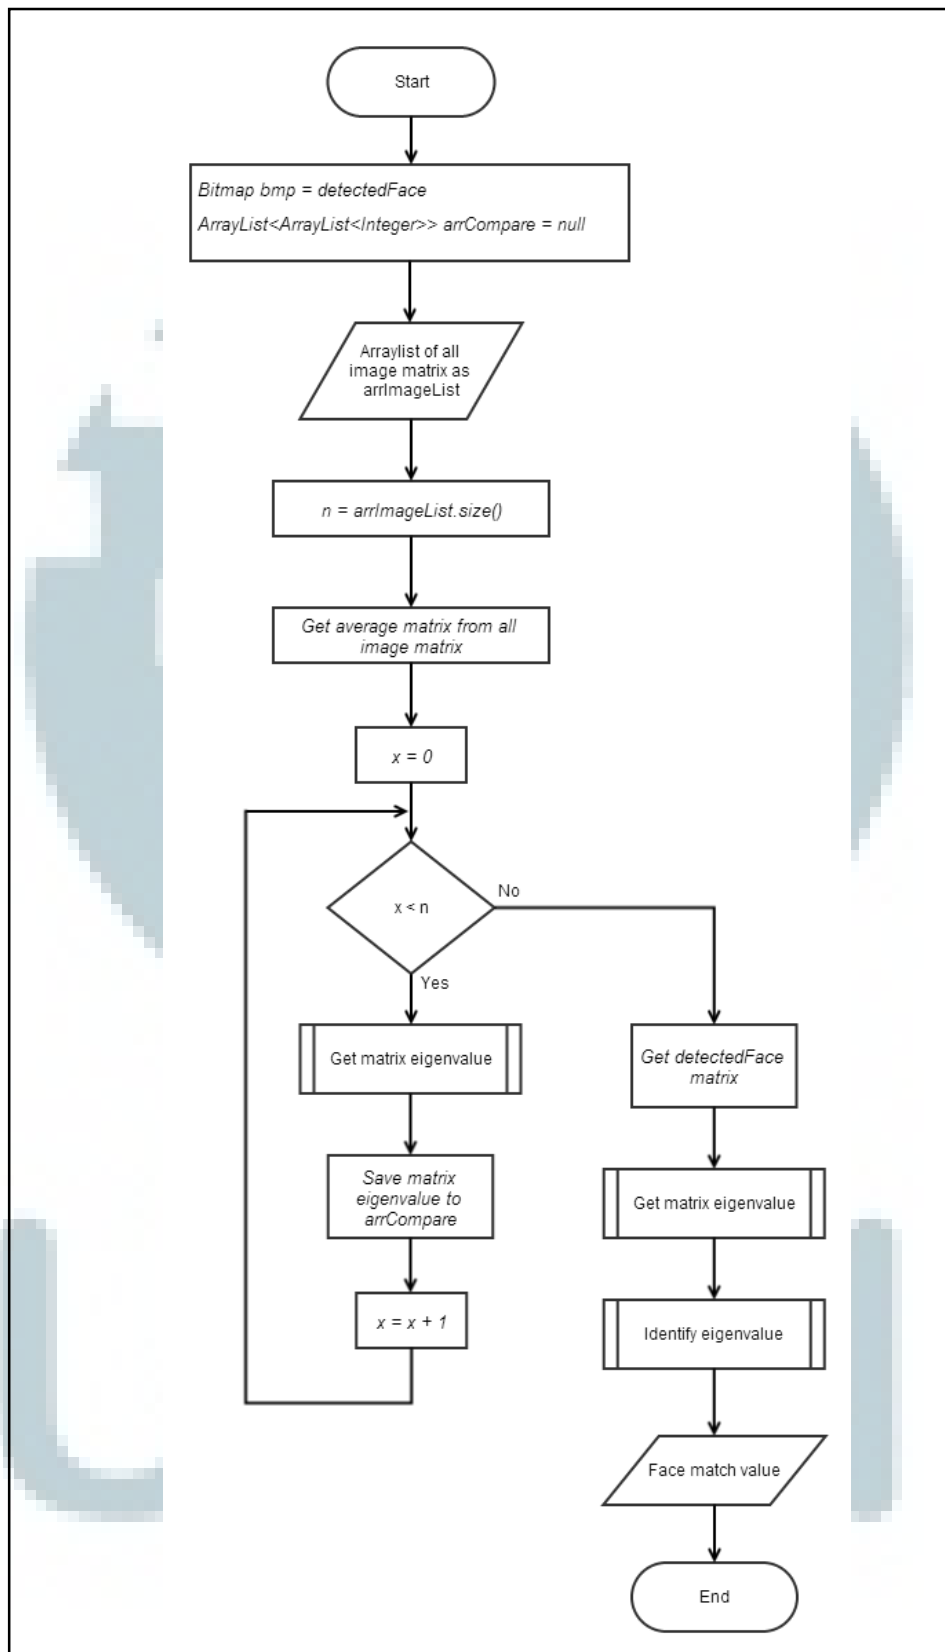 Start
Bitmap bmp = detectedFace
ArrayList<ArrayList<Integer>> arrCompare = null
Arraylist of all
image matrix as
arrImageList
n = arrImageList.size()
Get average matrix from all
image matrix
x = 0
x < n
No
Yes
Get matrix eigenvalue
Save matrix
eigenvalue to
arrCompare
x = x + 1
Get detectedFace
matrix
Get matrix eigenvalue
Identify eigenvalue
Face match value
End